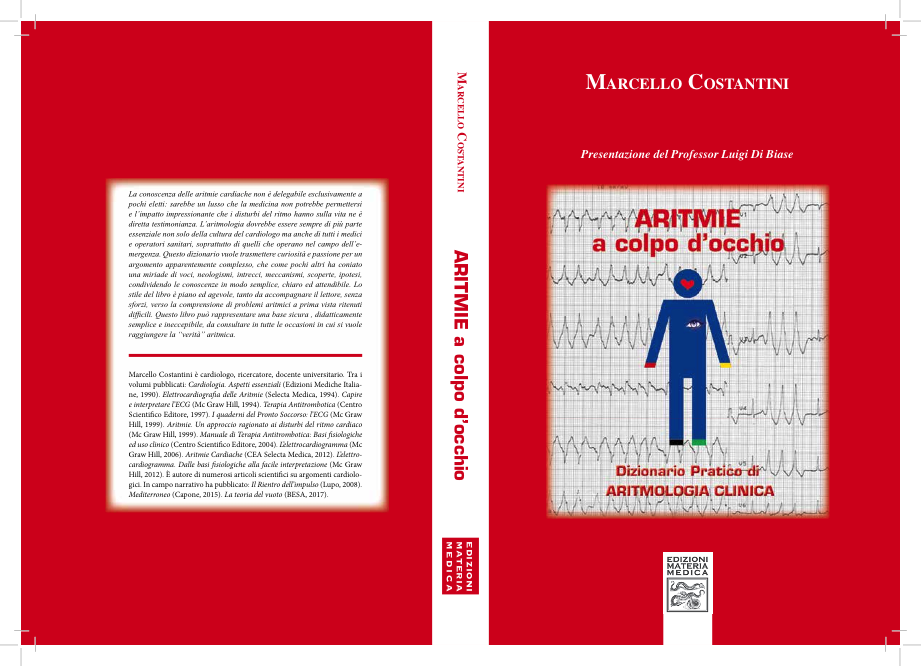 La conoscenza delle aritmie cardiache non è delegabile esclusivamente a
pochi eletti: sarebbe un lusso che la medicina non potrebbe permettersi
e l'impatto impressionante che i disturbi del ritmo hanno sulla vita ne è
diretta testimonianza. L'aritmologia dovrebbe essere sempre di più parte
essenziale non solo della cultura del cardiologo ma anche di tutti i medici
e operatori sanitari, soprattutto di quelli che operano nel campo dell'e-
mergenza. Questo dizionario vuole trasmettere curiosità e passione per un
argomento apparentemente complesso, che come pochi altri ha coniato
una miriade di voci, neologismi, intrecci, meccanismi, scoperte, ipotesi,
condividendo le conoscenze in modo semplice, chiaro ed attendibile. Lo
stile del libro è piano ed agevole, tanto da accompagnare il lettore, senza
sforzi, verso la comprensione di problemi aritmici a prima vista ritenuti
difficili. Questo libro può rappresentare una base sicura , didatticamente
semplice e ineccepibile, da consultare in tutte le occasioni in cui si vuole
raggiungere la "verità" aritmica.
Marcello Costantini è cardiologo, ricercatore, docente universitario. Tra i
volumi pubblicati: Cardiologia. Aspetti essenziali (Edizioni Mediche Italia-
ne, 1990). Elettrocardiografia delle Aritmie (Selecta Medica, 1994). Capire
e interpretare l'ECG (Mc Graw Hill, 1994). Terapia Antitrombotica (Centro
Scientifico Editore, 1997). I quaderni del Pronto Soccorso: l'ECG (Mc Graw
Hill, 1999). Aritmie. Un approccio ragionato ai disturbi del ritmo cardiaco
(Mc Graw Hill, 1999). Manuale di Terapia Antitrombotica: Basi fisiologiche
ed uso clinico (Centro Scientifico Editore, 2004). L'elettrocardiogramma (Mc
Graw Hill, 2006). Aritmie Cardiache (CEA Selecta Medica, 2012). L'elettro-
cardiogramma. Dalle basi fisiologiche alla facile interpretazione (Mc Graw
Hill, 2012). È autore di numerosi articoli scientifici su argomenti cardiolo-
gici. In campo narrativo ha pubblicato: Il Rientro dell'impulso (Lupo, 2008).
Mediterroneo (Capone, 2015). La teoria del vuoto (BESA, 2017).
MARCELLO COSTANTINI
ARITMIE a colpo d'occhio
EDIZIONI
MATERIA
MEDICA
MARCELLO COSTANTINI
Presentazione del Professor Luigi Di Biase
V1
ARITMIE
a colpo d'occhio
V4
V5
Dizionario Pratico di
ARITMOLOGIA CLINICA
V6
EDIZIONI
MATERIA
MEDICA